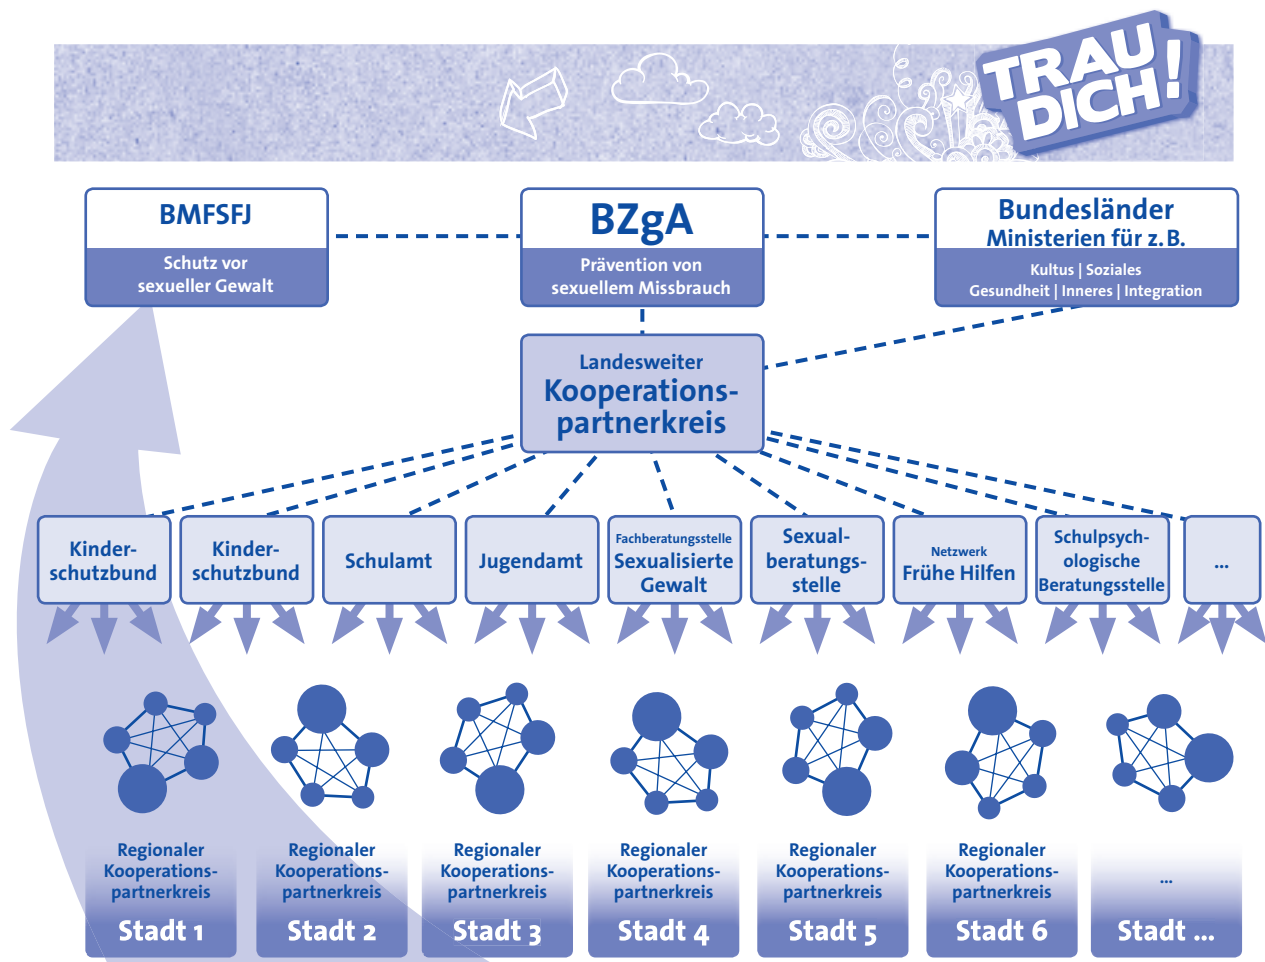 TRAU
DICH!
BMFSFJ
Schutz vor
sexueller Gewalt
BZgA
Prävention von
sexuellem Missbrauch
Bundesländer
Ministerien für z. B.
Kultus | Soziales
Gesundheit | Inneres | Integration
Landesweiter
Kooperations-
partnerkreis
Kinder-
schutzbund
Kinder-
schutzbund
Schulamt
Jugendamt
Fachberatungsstelle
Sexualisierte
Gewalt
Sexual-
beratungs-
stelle
Netzwerk
Frühe Hilfen
Schulpsych-
ologische
Beratungsstelle
...
Regionaler
Kooperations-
partnerkreis
Stadt 1
Regionaler
Kooperations-
partnerkreis
Stadt 2
Regionaler
Kooperations-
partnerkreis
Stadt 3
Regionaler
Kooperations-
partnerkreis
Stadt 4
Regionaler
Kooperations-
partnerkreis
Stadt 5
Regionaler
Kooperations-
partnerkreis
Stadt 6
...
Stadt ...